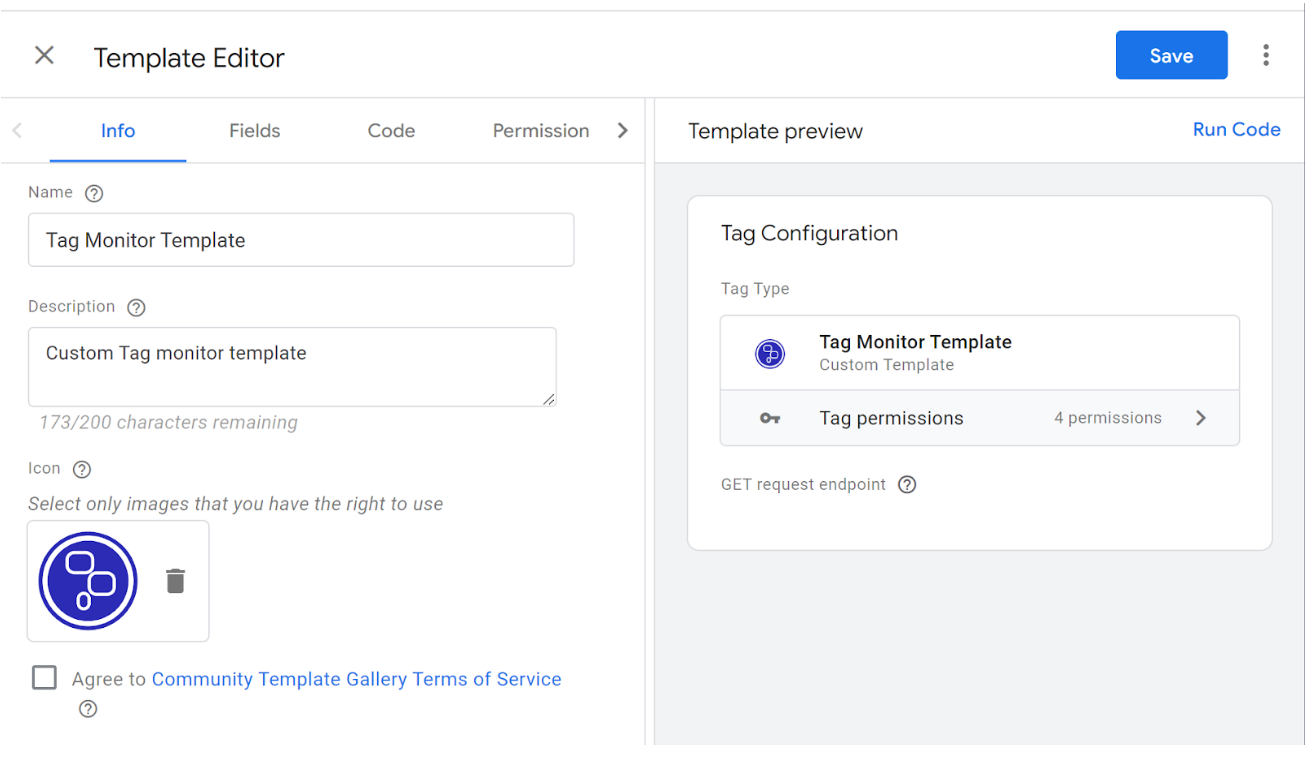 Template Editor
Save
Info
Fields
Code
Permission
Template preview
Run Code
Name
Tag Monitor Template
Description
Custom Tag monitor template
173/200 characters remaining
Icon
Select only images that you have the right to use
Agree to Community Template Gallery Terms of Service
Tag Configuration
Tag Type
Tag Monitor Template
Custom Template
Tag permissions
4 permissions
GET request endpoint